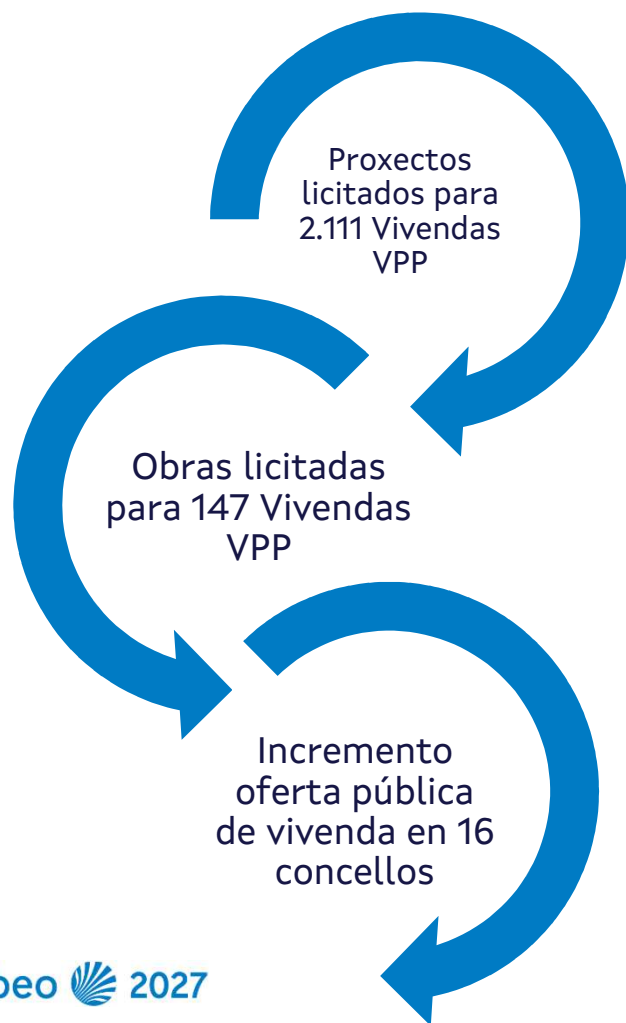 Proxectos
licitados para
2.111 Vivendas
VPP
Obras licitadas
para 147 Vivendas
VPP
Incremento
oferta pública
de vivenda en 16
concellos
2027